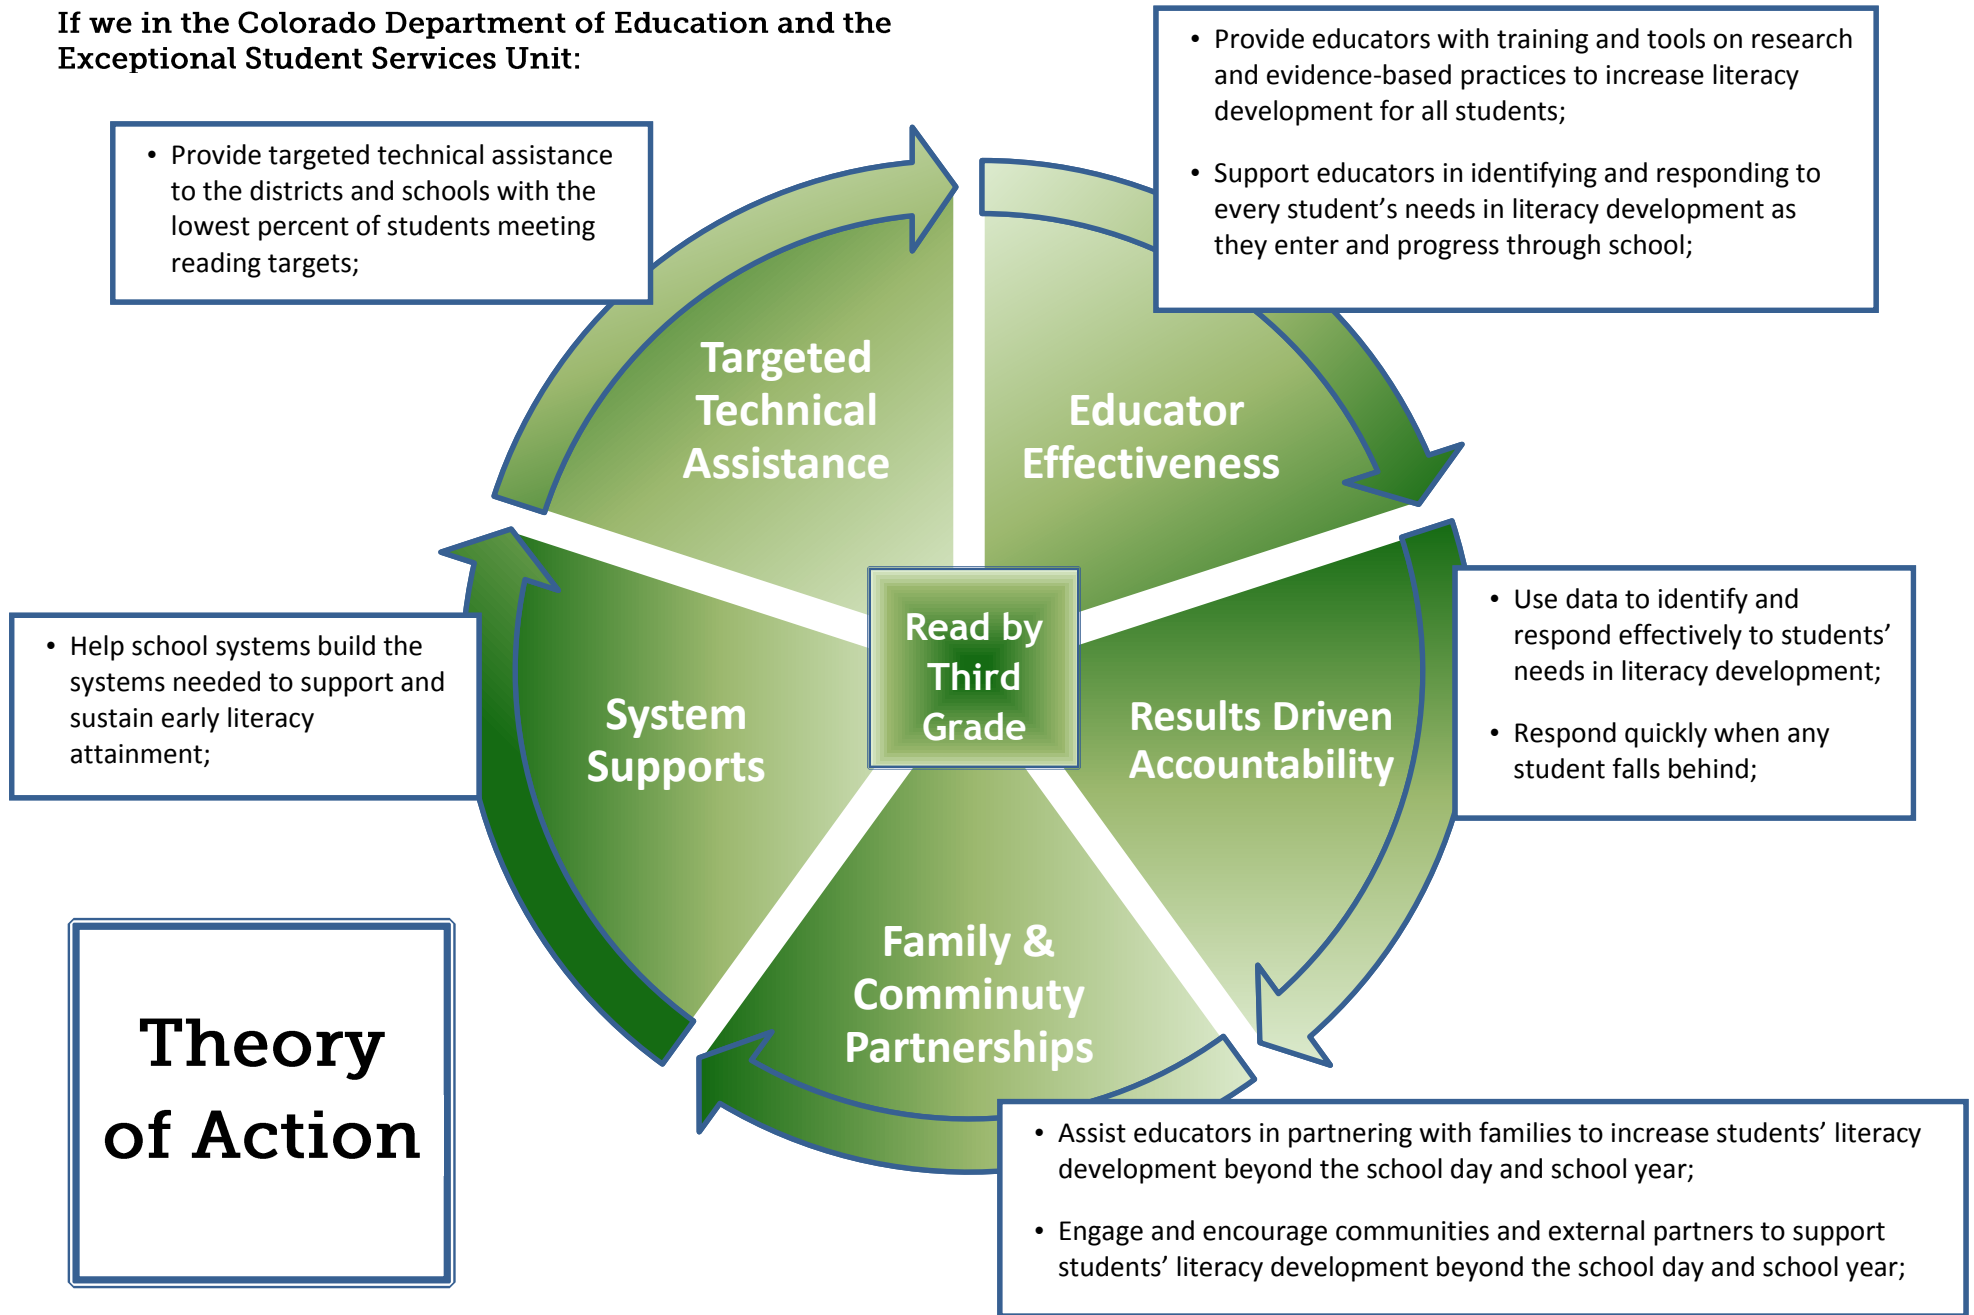 If we in the Colorado Department of Education and the
Exceptional Student Services Unit:
• Provide targeted technical assistance
to the districts and schools with the
lowest percent of students meeting
reading targets;
• Provide educators with training and tools on research
and evidence-based practices to increase literacy
development for all students;
• Support educators in identifying and responding to
every student’s needs in literacy development as
they enter and progress through school;
Targeted
Technical
Assistance
Educator
Effectiveness
• Help school systems build the
systems needed to support and
sustain early literacy
attainment;
System
Supports
Read by
Third
Grade
Results Driven
Accountability
• Use data to identify and
respond effectively to students’
needs in literacy development;
• Respond quickly when any
student falls behind;
Family &
Comminuty
Partnerships
Theory
of Action
• Assist educators in partnering with families to increase students’ literacy
development beyond the school day and school year;
• Engage and encourage communities and external partners to support
students’ literacy development beyond the school day and school year;